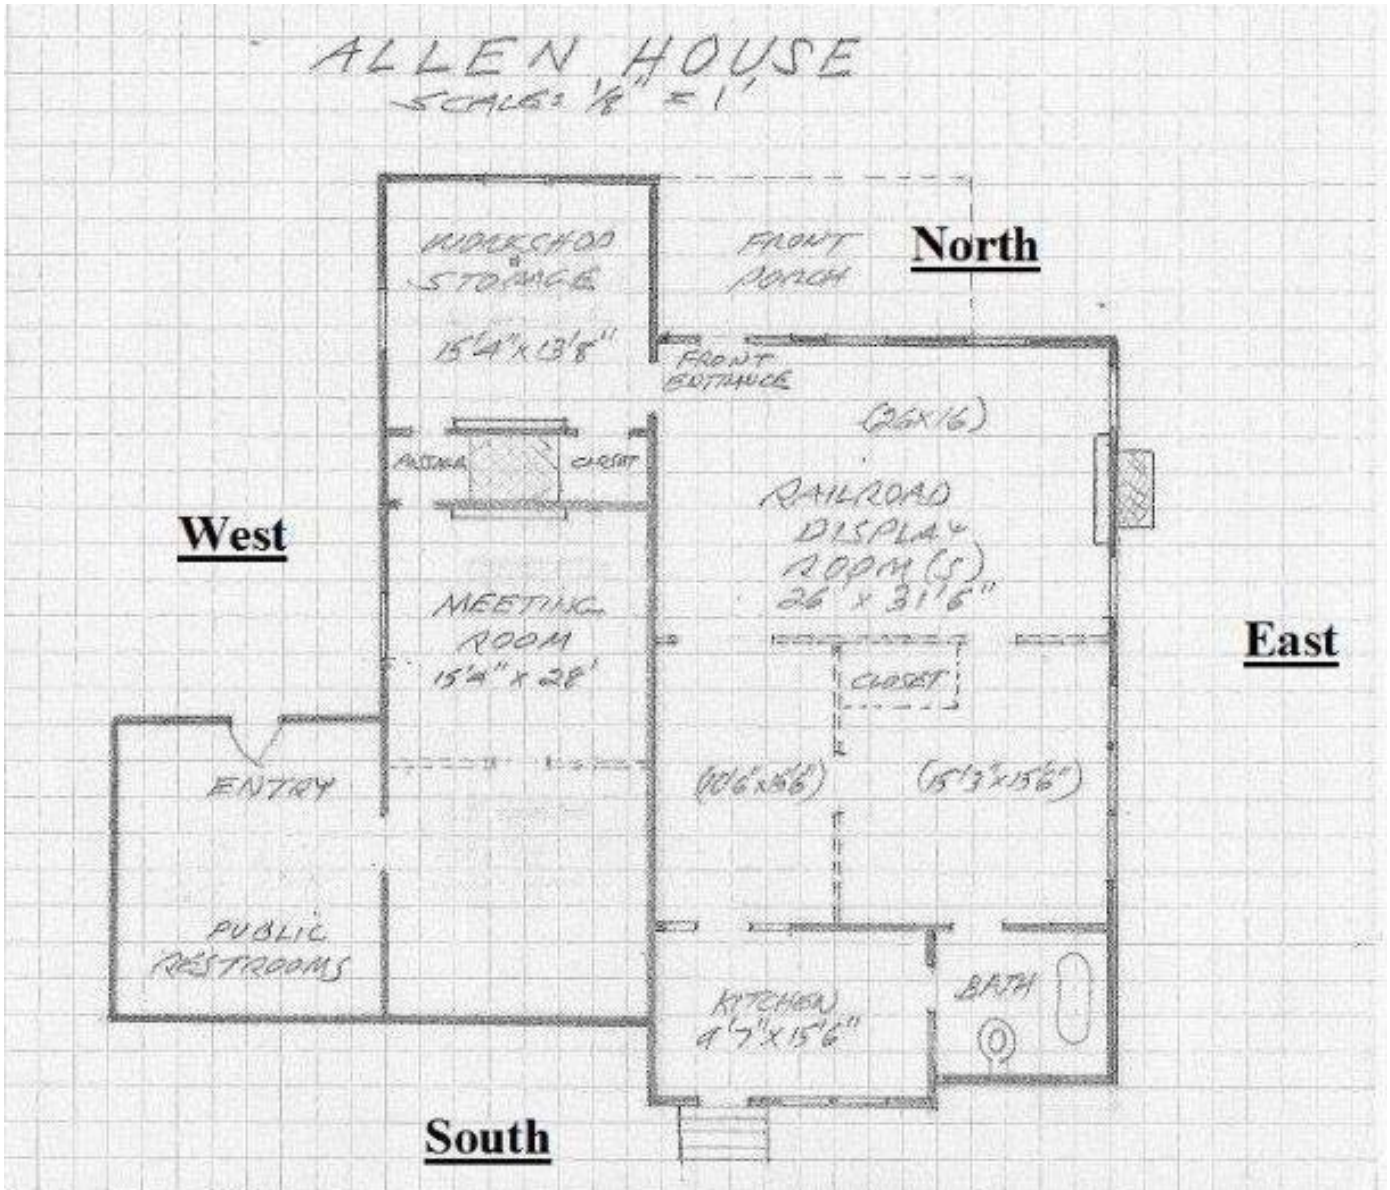 ALLEN HOUSE
SCALE: 1/8" = 1'
WORKSHOP
&
STORAGE
15'4" x 13'8"
FRONT
PORCH
North
FRONT
ENTRANCE
(26x16)
PASSAGE
CLOSET
RAILROAD
DISPLAY
ROOM(S)
26' x 31'6"
West
MEETING
ROOM
15'4" x 28'
East
CLOSET
ENTRY
(10'6"x15'6")
(15'3"x15'6")
PUBLIC
RESTROOMS
KITCHEN
9'7" x 15'6"
BATH
South